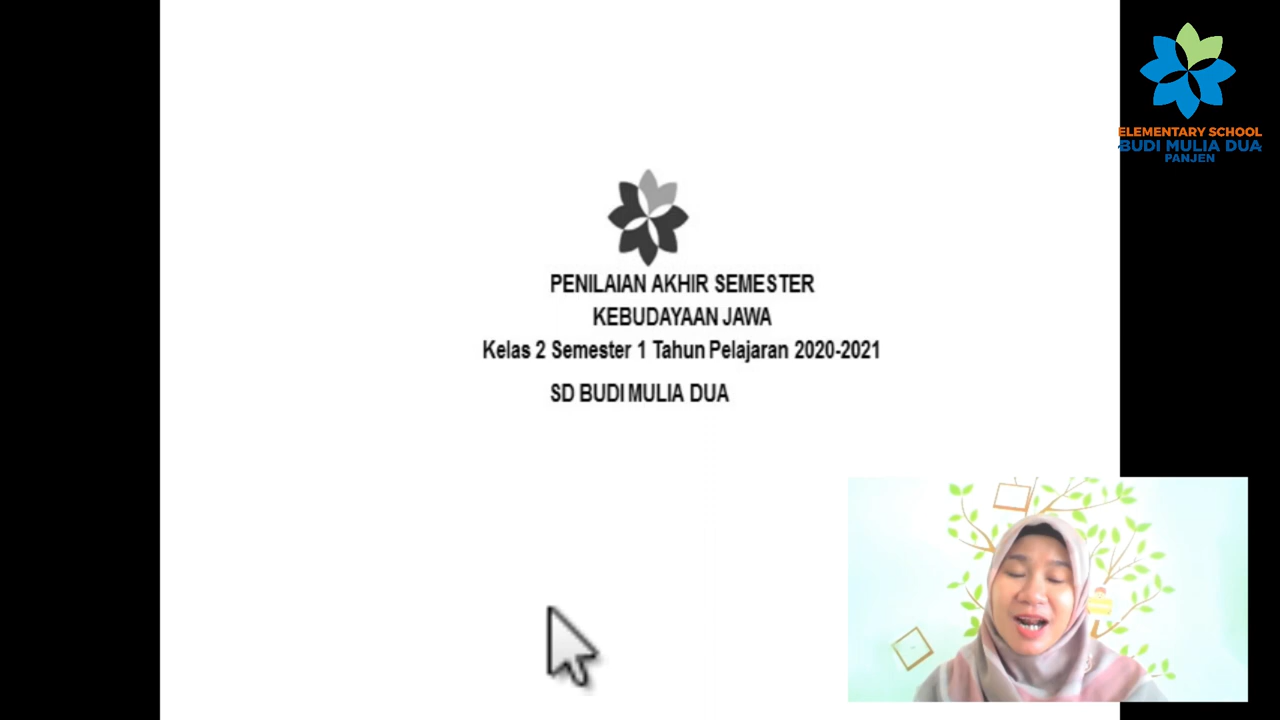 PENILAIAN AKHIR SEMESTER
KEBUDAYAAN JAWA
Kelas 2 Semester 1 Tahun Pelajaran 2020-2021
SD BUDI MULIA DUA
ELEMENTARY SCHOOL
BUDI MULIA DUA
PANJEN